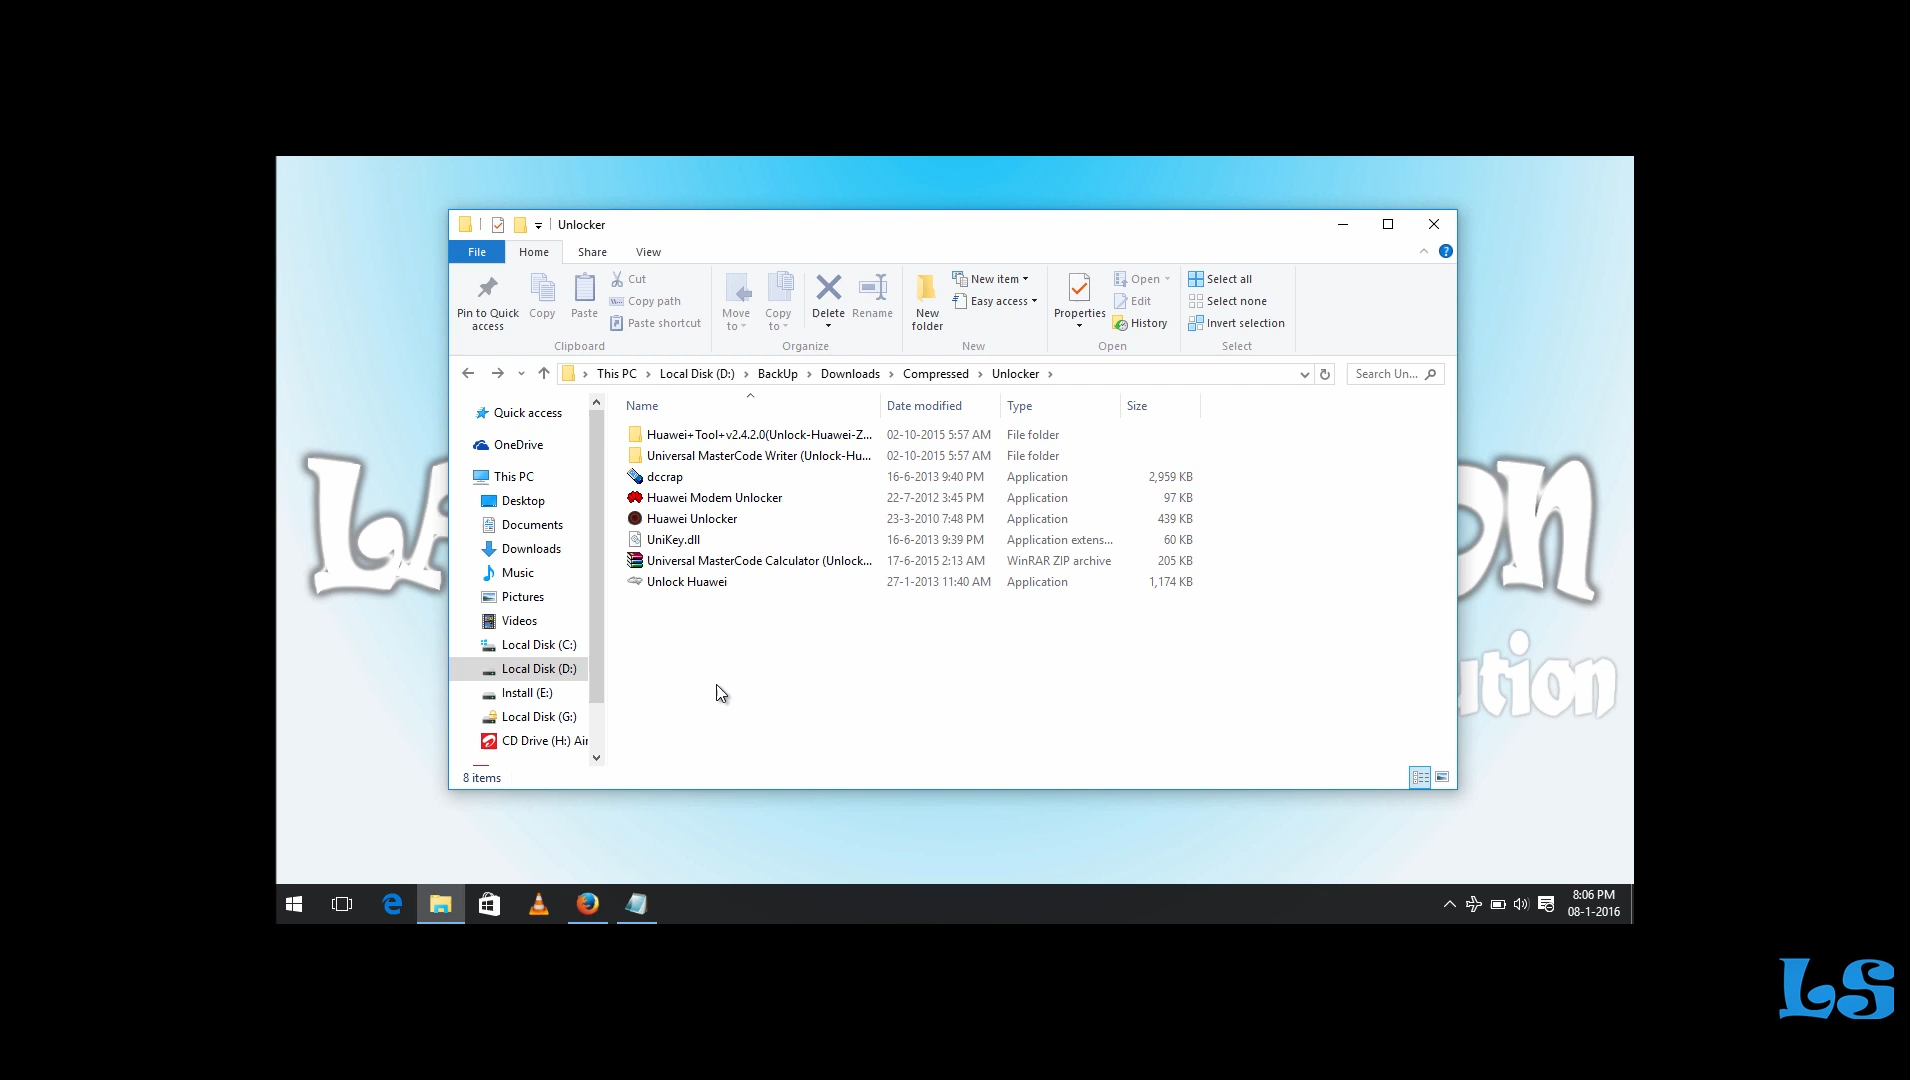 Unlocker
File Home Share View
Pin to Quick access
Copy
Paste
Cut
Copy path
Paste shortcut
Clipboard
Move to
Copy to
Delete
Rename
Organize
New folder
New item
Easy access
New
Properties
Open
Edit
History
Open
Select all
Select none
Invert selection
Select
This PC Local Disk (D:) BackUp Downloads Compressed Unlocker
Search Un...
Quick access
OneDrive
This PC
Desktop
Documents
Downloads
Music
Pictures
Videos
Local Disk (C:)
Local Disk (D:)
Install (E:)
Local Disk (G:)
CD Drive (H:) Air
Name Date modified Type Size
Huawei+Tool+v2.4.2.0(Unlock-Huawei-Z... 02-10-2015 5:57 AM File folder
Universal MasterCode Writer (Unlock-Hu... 02-10-2015 5:57 AM File folder
dccrap 16-6-2013 9:40 PM Application 2,959 KB
Huawei Modem Unlocker 22-7-2012 3:45 PM Application 97 KB
Huawei Unlocker 23-3-2010 7:48 PM Application 439 KB
UniKey.dll 16-6-2013 9:39 PM Application extens... 60 KB
Universal MasterCode Calculator (Unlock... 17-6-2015 2:13 AM WinRAR ZIP archive 205 KB
Unlock Huawei 27-1-2013 11:40 AM Application 1,174 KB
8 items
8:06 PM
08-1-2016
LS